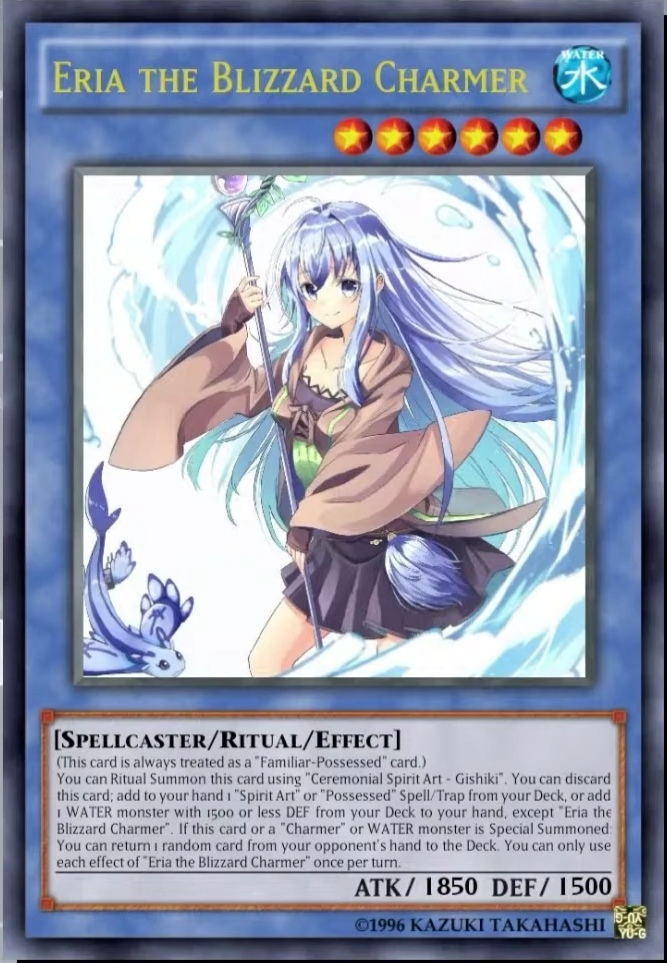 ERIA THE BLIZZARD CHARMER
WATER
水
[SPELLCASTER/RITUAL/EFFECT]
(This card is always treated as a "Familiar-Possessed" card.)
You can Ritual Summon this card using "Ceremonial Spirit Art - Gishiki". You can discard
this card; add to your hand 1 "Spirit Art" or "Possessed" Spell/Trap from your Deck, or add
1 WATER monster with 1500 or less DEF from your Deck to your hand, except "Eria the
Blizzard Charmer". If this card or a "Charmer" or WATER monster is Special Summoned:
You can return 1 random card from your opponent's hand to the Deck. You can only use
each effect of "Eria the Blizzard Charmer" once per turn.
ATK/ 1850 DEF/ 1500
©1996 KAZUKI TAKAHASHI